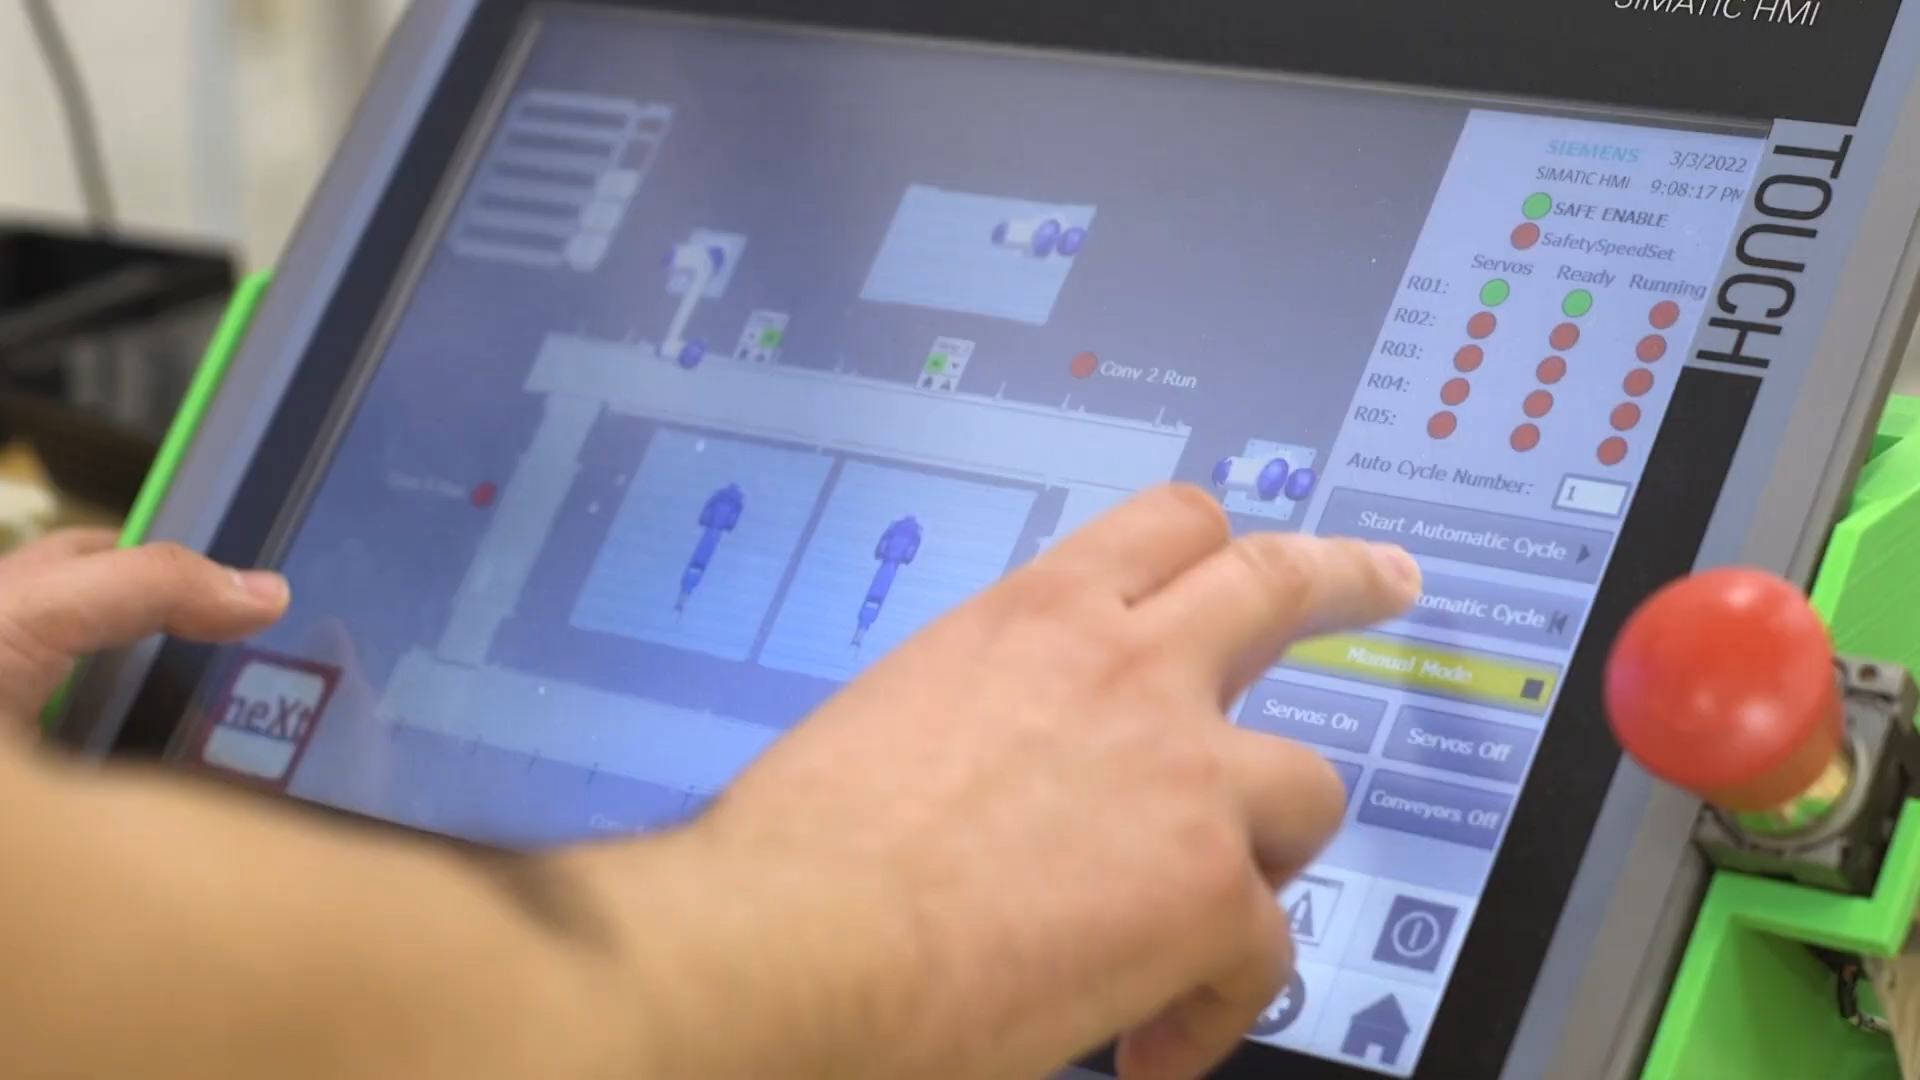 SIMATIC HMI
TOUCH
SIEMENS
3/3/2022
SIMATIC HMI
9:08:17 PM
SAFE ENABLE
SafetySpeedSet
Servos Ready Running
R01:
R02:
R03:
R04:
R05:
Conv 2 Run
Auto Cycle Number: 1
Start Automatic Cycle
tomatic Cycle
Manual Mode
Servos On
Servos Off
Conveyors Off
neXt